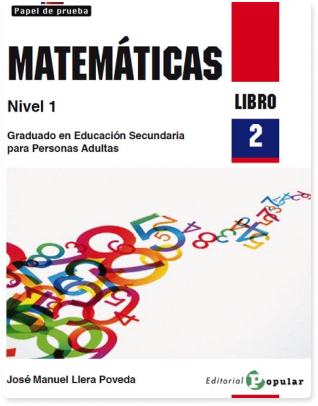 Papel de prueba
MATEMÁTICAS
Nivel 1
LIBRO
2
Graduado en Educación Secundaria
para Personas Adultas
José Manuel Llera Poveda
Editorial Popular